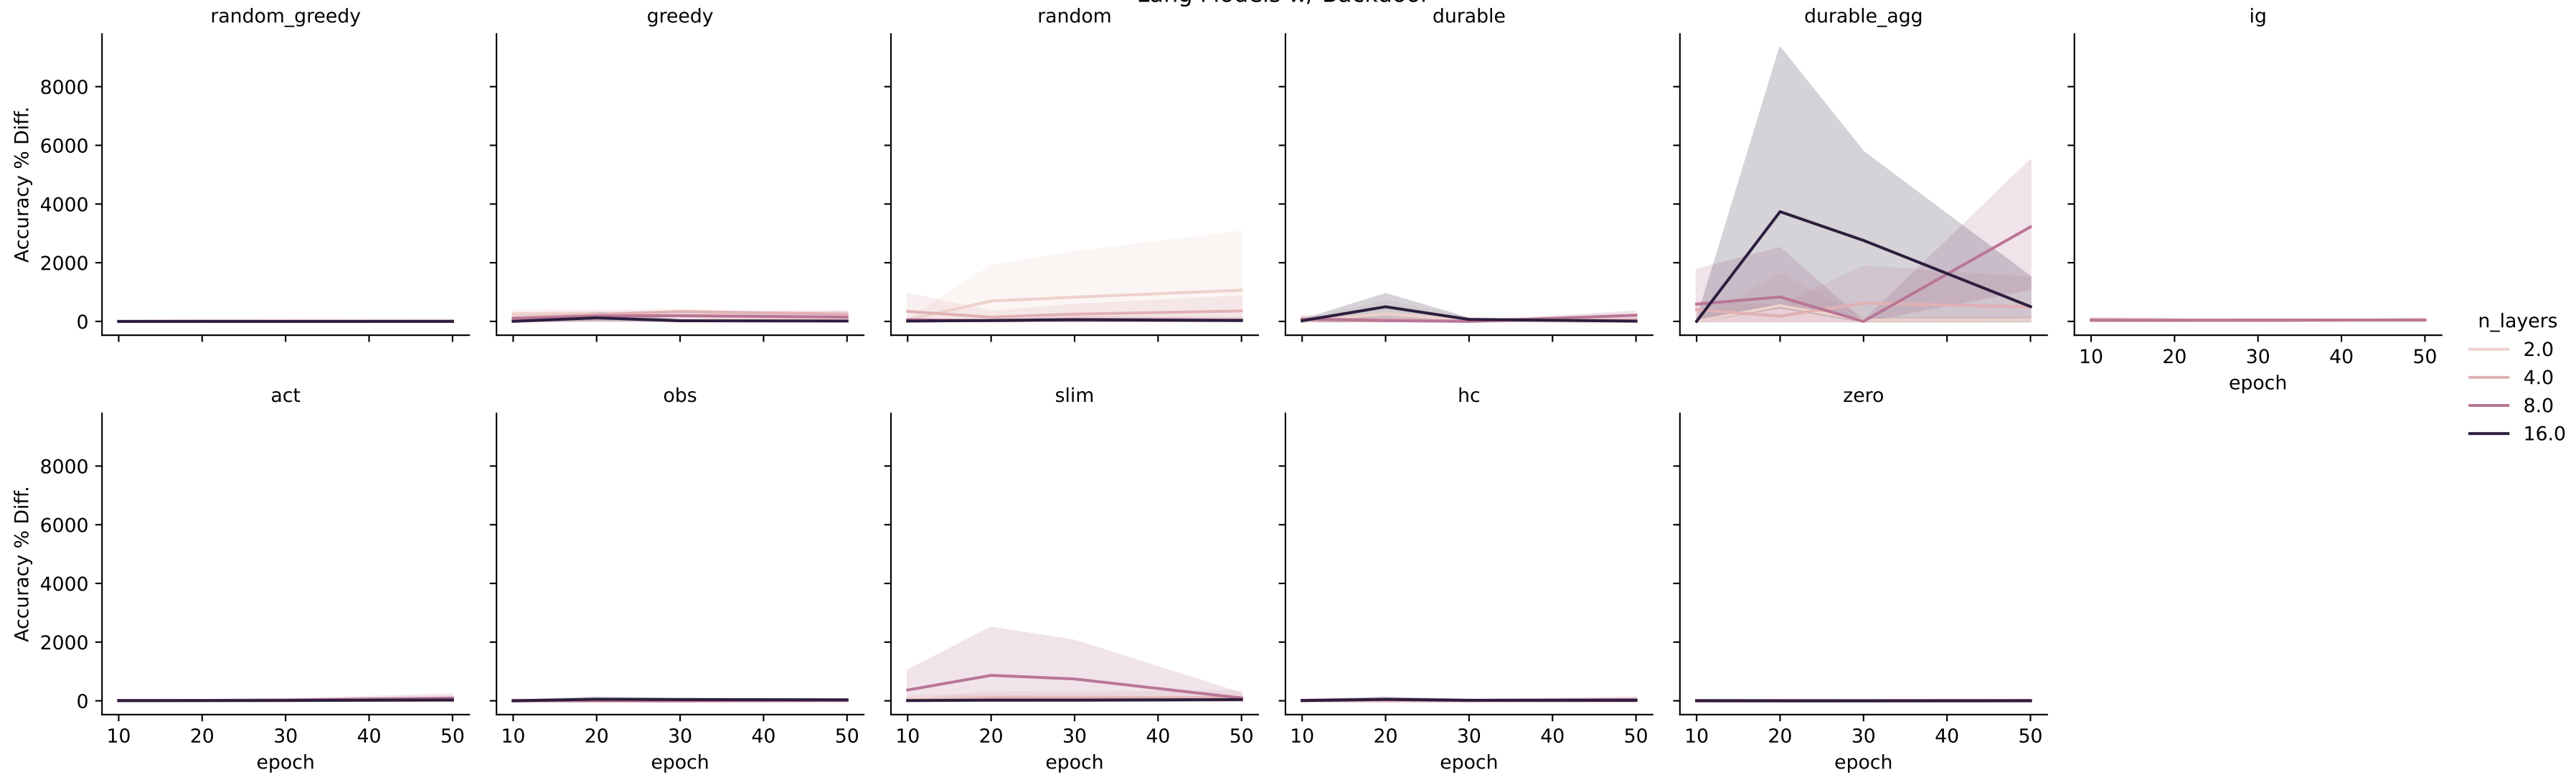 random_greedy greedy random durable durable_agg ig
Accuracy % Diff.
8000
6000
4000
2000
0
10 20 30 40 50
epoch
n_layers
2.0
4.0
8.0
16.0
act obs slim hc zero
Accuracy % Diff.
8000
6000
4000
2000
0
10 20 30 40 50 10 20 30 40 50 10 20 30 40 50 10 20 30 40 50 10 20 30 40 50
epoch epoch epoch epoch epoch